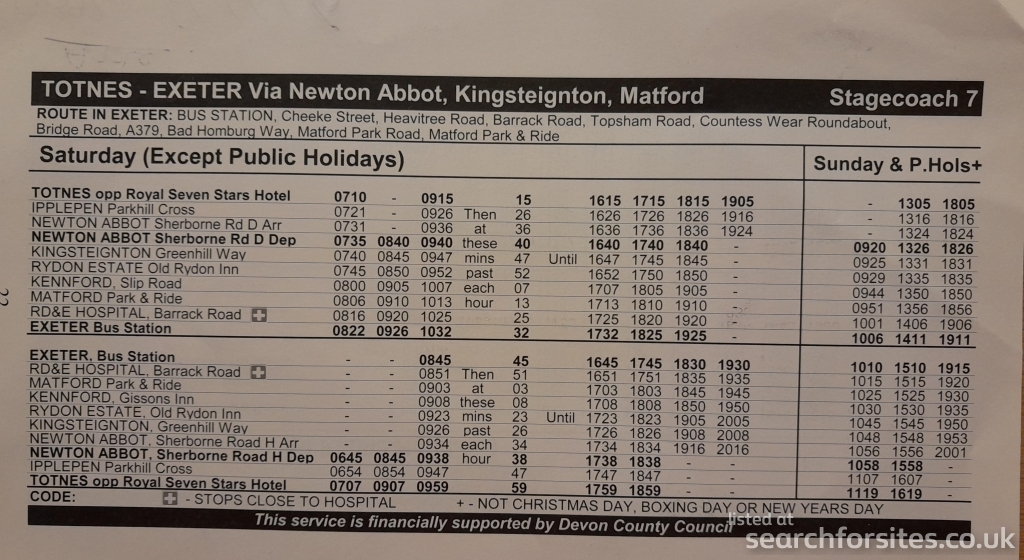 TOTNES - EXETER Via Newton Abbot, Kingsteignton, Matford Stagecoach 7
ROUTE IN EXETER: BUS STATION, Cheeke Street, Heavitree Road, Barrack Road, Topsham Road, Countess Wear Roundabout,
Bridge Road, A379, Bad Homburg Way, Matford Park Road, Matford Park & Ride
Saturday (Except Public Holidays) Sunday & P.Hols+
TOTNES opp Royal Seven Stars Hotel 0710 - 0915 15 1615 1715 1815 1905 - 1305 1805
IPPLEPEN Parkhill Cross 0721 - 0926 Then 26 1626 1726 1826 1916 - 1316 1816
NEWTON ABBOT Sherborne Rd D Arr 0731 - 0936 at 36 1636 1736 1836 1924 - 1324 1824
NEWTON ABBOT Sherborne Rd D Dep 0735 0840 0940 these 40 1640 1740 1840 - 0920 1326 1826
KINGSTEIGNTON Greenhill Way 0740 0845 0947 mins 47 Until 1647 1745 1845 - 0925 1331 1831
RYDON ESTATE Old Rydon Inn 0745 0850 0952 past 52 1652 1750 1850 - 0929 1335 1835
KENNFORD, Slip Road 0800 0905 1007 each 07 1707 1805 1905 - 0944 1350 1850
MATFORD Park & Ride 0806 0910 1013 hour 13 1713 1810 1910 - 0951 1356 1856
RD&E HOSPITAL, Barrack Road 0816 0920 1025 25 1725 1820 1920 - 1001 1406 1906
EXETER Bus Station 0822 0926 1032 32 1732 1825 1925 - 1006 1411 1911
EXETER, Bus Station - - 0845 45 1645 1745 1830 1930 1010 1510 1915
RD&E HOSPITAL, Barrack Road - - 0851 Then 51 1651 1751 1835 1935 1015 1515 1920
MATFORD Park & Ride - - 0903 at 03 1703 1803 1845 1945 1025 1525 1930
KENNFORD, Gissons Inn - - 0908 these 08 1708 1808 1850 1950 1030 1530 1935
RYDON ESTATE, Old Rydon Inn - - 0923 mins 23 Until 1723 1823 1905 2005 1045 1545 1950
KINGSTEIGNTON, Greenhill Way - - 0926 past 26 1726 1826 1908 2008 1048 1548 1953
NEWTON ABBOT, Sherborne Road H Arr - - 0934 each 34 1734 1834 1916 2016 1056 1556 2001
NEWTON ABBOT, Sherborne Road H Dep 0645 0845 0938 hour 38 1738 1838 - - 1058 1558 -
IPPLEPEN Parkhill Cross 0654 0854 0947 47 1747 1847 - - 1107 1607 -
TOTNES opp Royal Seven Stars Hotel 0707 0907 0959 59 1759 1859 - - 1119 1619 -
CODE: - STOPS CLOSE TO HOSPITAL + - NOT CHRISTMAS DAY, BOXING DAY OR NEW YEARS DAY
This service is financially supported by Devon County Council
22
listed at
searchforsites.co.uk